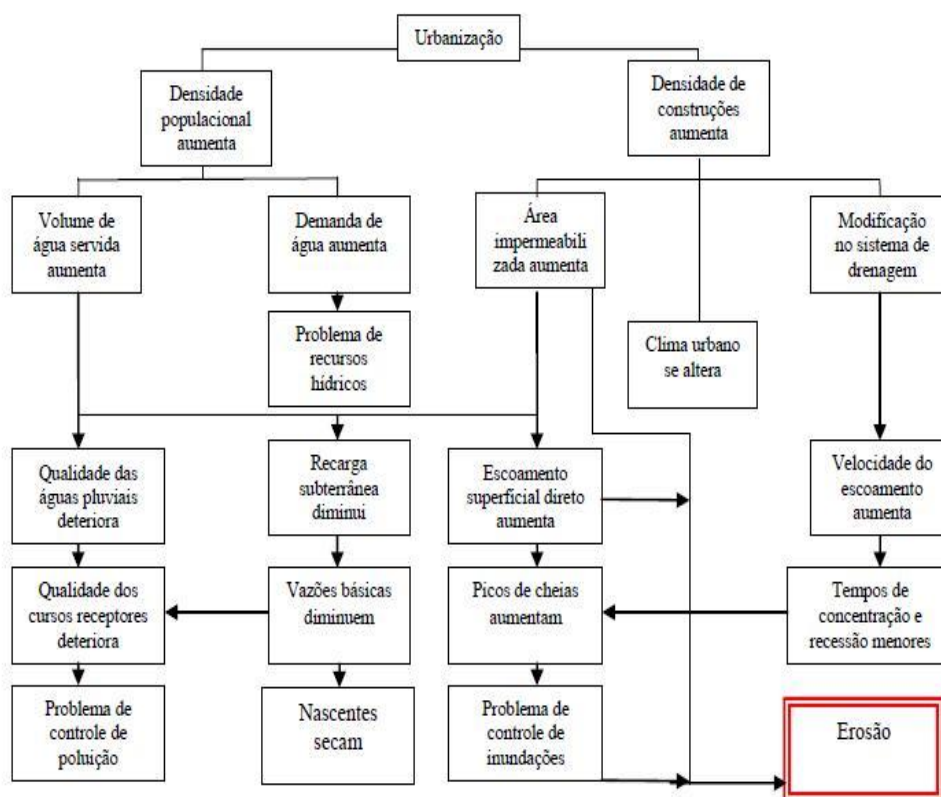 Urbanização
Densidade
populacional
aumenta
Densidade de
construções
aumenta
Volume de
água servida
aumenta
Demanda de
água aumenta
Área
impermeabili
zada aumenta
Modificação
no sistema de
drenagem
Problema de
recursos
hídricos
Clima urbano
se altera
Qualidade das
águas pluviais
deteriora
Recarga
subterrânea
diminui
Escoamento
superficial direto
aumenta
Velocidade do
escoamento
aumenta
Qualidade dos
cursos receptores
deteriora
Vazões básicas
diminuem
Picos de cheias
aumentam
Tempos de
concentração e
recessão menores
Problema de
controle de
poluição
Nascentes
secam
Problema de
controle de
inundações
Erosão